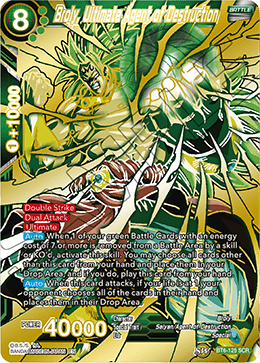 8
Broly, Ultimate Agent of Destruction
BATTLE
+10000
Double Strike
Dual Attack
Ultimate
Auto When 1 of your green Battle Cards with an energy
cost of 7 or more is removed from a Battle Area by a skill
or KO'd, activate this skill. You may choose all cards other
than this card from your hand and place them in your
Drop Area, and if you do, play this card from your hand.
Auto When this card attacks, if your life is at 1, your
opponent chooses all of the cards in their hand and
places them in their Drop Area.
POWER 40000
Character Broly
Special Trait Saiyan/Agent of Destruction
BT6-125 SCR